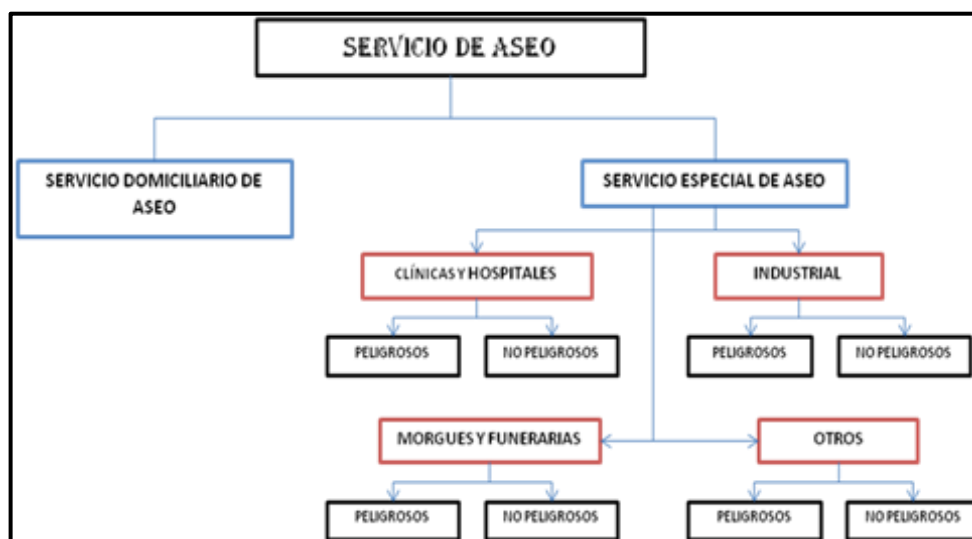 SERVICIO DE ASEO
SERVICIO DOMICILIARIO DE
ASEO
SERVICIO ESPECIAL DE ASEO
CLÍNICAS Y HOSPITALES
INDUSTRIAL
PELIGROSOS
NO PELIGROSOS
PELIGROSOS
NO PELIGROSOS
MORGUES Y FUNERARIAS
OTROS
PELIGROSOS
NO PELIGROSOS
PELIGROSOS
NO PELIGROSOS